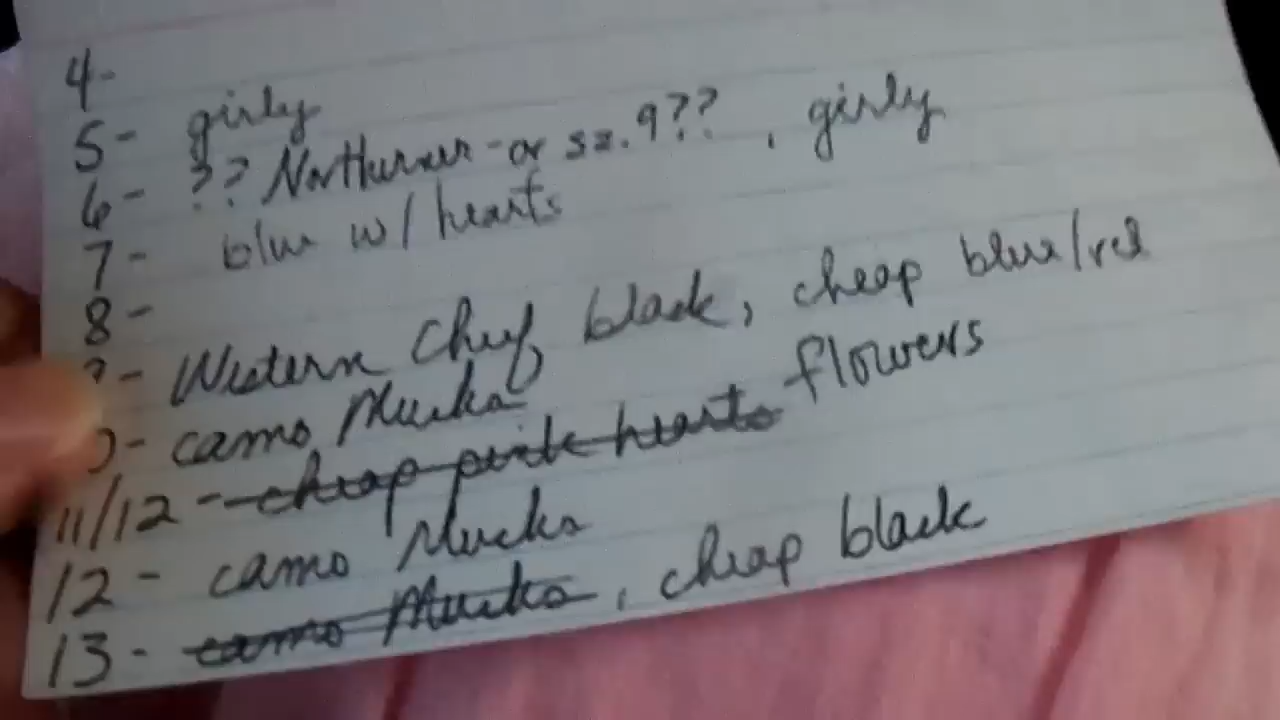 4-
5- girly
6- ?? Northerner - or sz. 9??, girly
7- blue w/ hearts
8-
9- Western Chief black, cheap blue/red
0- camo Mucks
11/12 - cheap pink hearts flowers
12 - camo Mucks
13 - camo Mucks, cheap black